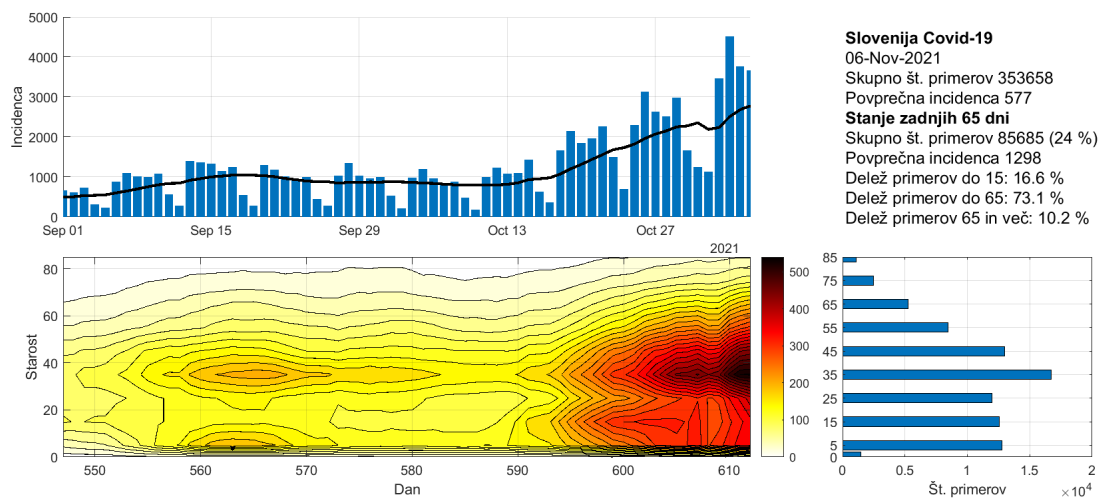 5000
4000
3000
2000
1000
0
Incidenca
Sep 01
Sep 15
Sep 29
Oct 13
Oct 27
2021
Slovenija Covid-19
06-Nov-2021
Skupno št. primerov 353658
Povprečna incidenca 577
Stanje zadnjih 65 dni
Skupno št. primerov 85685 (24 %)
Povprečna incidenca 1298
Delež primerov do 15: 16.6 %
Delež primerov do 65: 73.1 %
Delež primerov 65 in več: 10.2 %
80
60
40
20
0
Starost
550
560
570
580
590
600
610
Dan
500
400
300
200
100
0
85
75
65
55
45
35
25
15
5
0
0
0.5
1
1.5
2
Št. primerov
×10^4